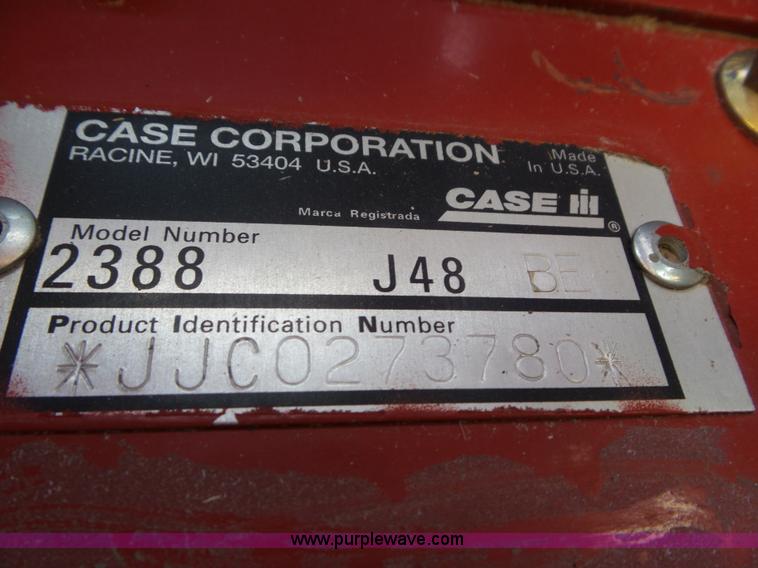 CASE CORPORATION
RACINE, WI 53404 U.S.A.
Made
In U.S.A.
Marca Registrada
CASE IH
®
Model Number
2388 J48 BE
Product Identification Number
*JJC0273780*
www.purplewave.com